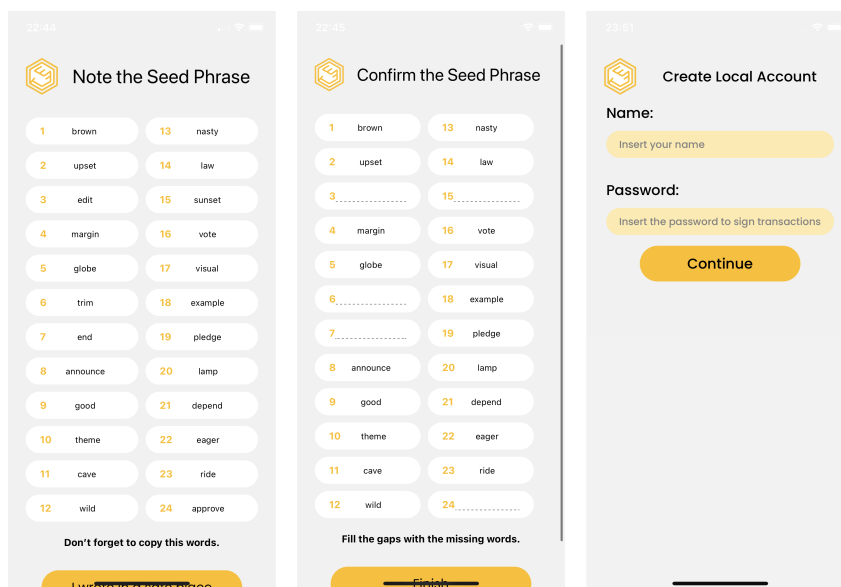 22:44
Note the Seed Phrase
1 brown
13 nasty
2 upset
14 law
3 edit
15 sunset
4 margin
16 vote
5 globe
17 visual
6 trim
18 example
7 end
19 pledge
8 announce
20 lamp
9 good
21 depend
10 theme
22 eager
11 cave
23 ride
12 wild
24 approve
Don't forget to copy this words.
I wrote in a safe place
22:45
Confirm the Seed Phrase
1 brown
13 nasty
2 upset
14 law
3
15
4 margin
16 vote
5 globe
17 visual
6
18 example
7
19 pledge
8 announce
20 lamp
9 good
21 depend
10 theme
22 eager
11 cave
23 ride
12 wild
24
Fill the gaps with the missing words.
Finish
23:51
Create Local Account
Name:
Insert your name
Password:
Insert the password to sign transactions
Continue